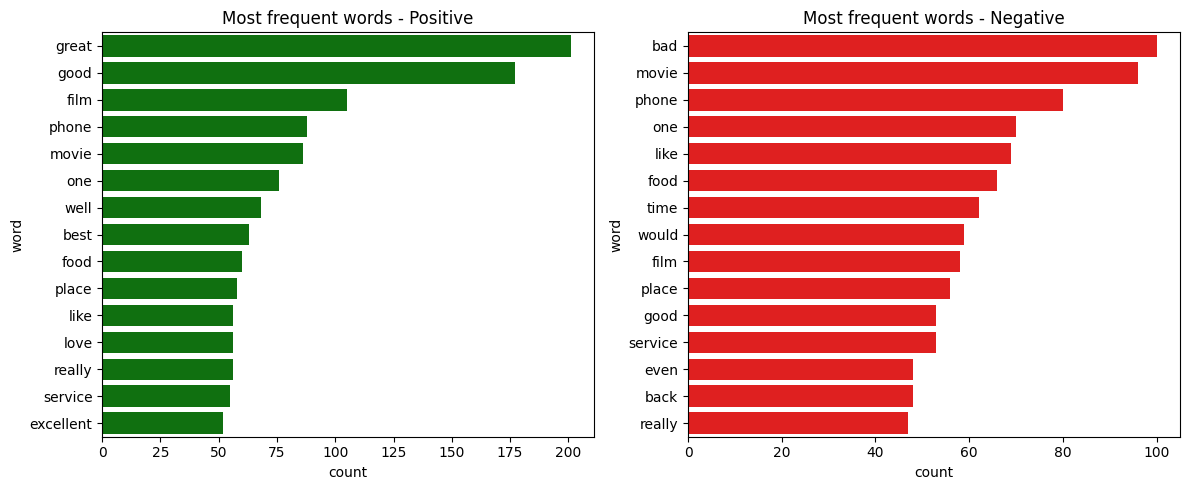 Most frequent words - Positive
word
great
good
film
phone
movie
one
well
best
food
place
like
love
really
service
excellent
0 25 50 75 100 125 150 175 200
count
Most frequent words - Negative
word
bad
movie
phone
one
like
food
time
would
film
place
good
service
even
back
really
0 20 40 60 80 100
count